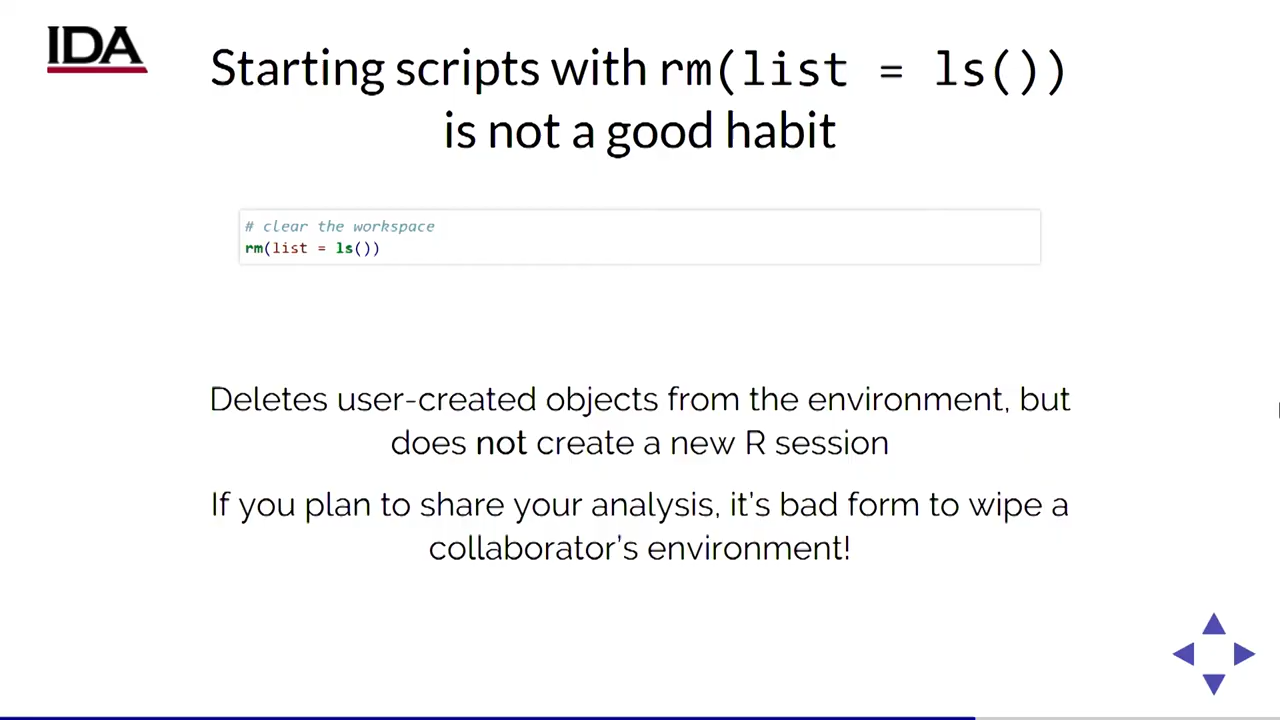 IDA
Starting scripts with rm(list = ls())
is not a good habit
# clear the workspace
rm(list = ls())
Deletes user-created objects from the environment, but
does not create a new R session
If you plan to share your analysis, it's bad form to wipe a
collaborator's environment!